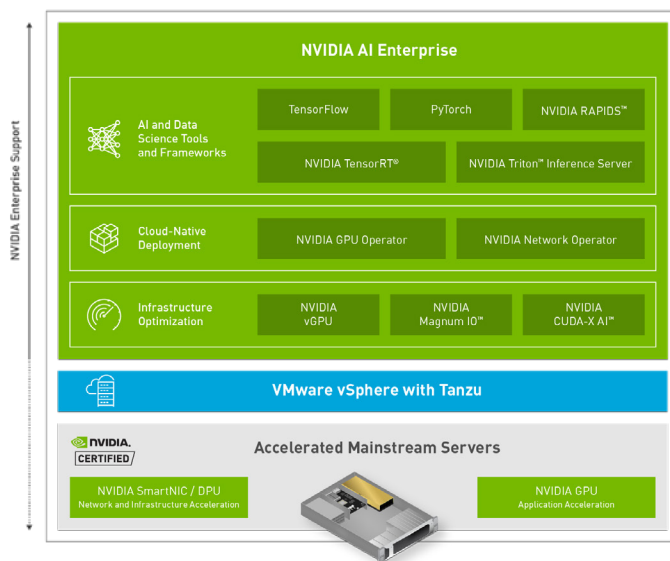 NVIDIA Enterprise Support
NVIDIA AI Enterprise
AI and Data
Science Tools
and Frameworks
TensorFlow
PyTorch
NVIDIA RAPIDS™
NVIDIA TensorRT®
NVIDIA Triton™ Inference Server
Cloud-Native
Deployment
NVIDIA GPU Operator
NVIDIA Network Operator
Infrastructure
Optimization
NVIDIA
vGPU
NVIDIA
Magnum IO™
NVIDIA
CUDA-X AI™
VMware vSphere with Tanzu
NVIDIA.
CERTIFIED
Accelerated Mainstream Servers
NVIDIA SmartNIC / DPU
Network and Infrastructure Acceleration
NVIDIA GPU
Application Acceleration